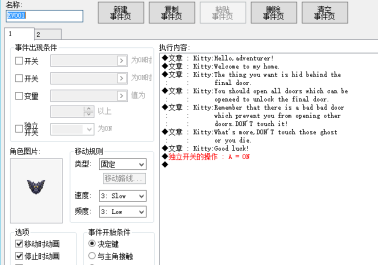 名称:
EV001
新建
事件页
复制
事件页
粘贴
事件页
删除
事件页
清空
事件页
1
2
事件出现条件
开关
为ON时
开关
为ON时
变量
值为
以上
独立
开关
为ON
角色图片:
移动规则
类型: 固定
移动路线...
速度: 3: Slow
频度: 3: Low
选项
移动时动画
停止时动画
事件开始条件
决定键
与主角接触
执行内容:
◆文章 : Kitty:Hello,adventurer!
◆文章 : Kitty:Welcome to my home.
◆文章 : Kitty:The thing you want is hid behind the
: : final door.
◆文章 : Kitty:You should open all doors which can be
: : openeed to unlock the final door.
◆文章 : Kitty:Remember that there is a bad bad door
: : which prevent you from opening other
: : doors.DON'T touch it!
◆文章 : Kitty:What's more,DON'T touch those ghost
: : or you die.
◆文章 : Kitty:Good luck!
◆独立开关的操作 : A = ON
◆